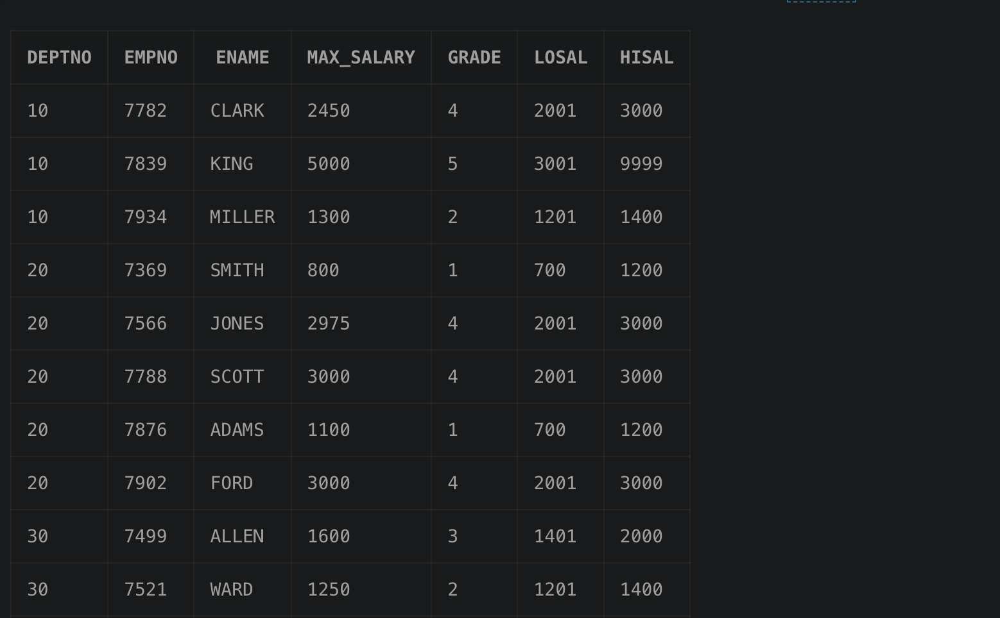 DEPTNO EMPNO ENAME MAX_SALARY GRADE LOSAL HISAL
10 7782 CLARK 2450 4 2001 3000
10 7839 KING 5000 5 3001 9999
10 7934 MILLER 1300 2 1201 1400
20 7369 SMITH 800 1 700 1200
20 7566 JONES 2975 4 2001 3000
20 7788 SCOTT 3000 4 2001 3000
20 7876 ADAMS 1100 1 700 1200
20 7902 FORD 3000 4 2001 3000
30 7499 ALLEN 1600 3 1401 2000
30 7521 WARD 1250 2 1201 1400